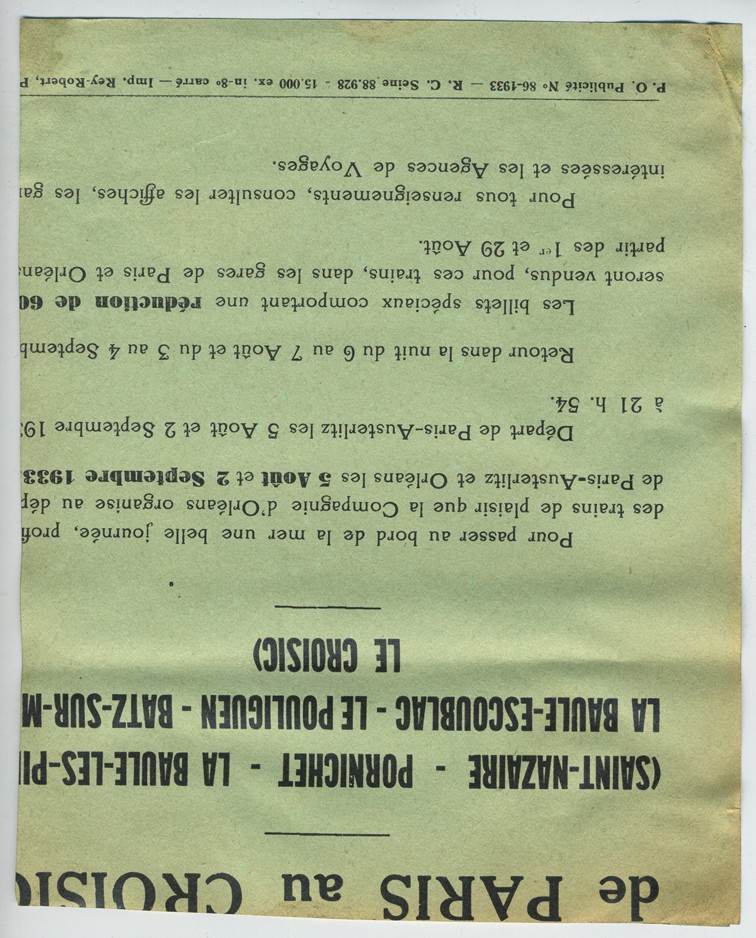 de PARIS au CROISIC
(SAINT-NAZAIRE - PORNICHET - LA BAULE-LES-PI
LA BAULE-ESCOUBLAC - LE POULIGUEN - BATZ-SUR-M
LE CROISIC)
Pour passer au bord de la mer une belle journée, profi
des trains de plaisir que la Compagnie d'Orléans organise au dép
de Paris-Austerlitz et Orléans les 5 Août et 2 Septembre 1933.
Départ de Paris-Austerlitz les 5 Août et 2 Septembre 193
à 21 h. 54.
Retour dans la nuit du 6 au 7 Août et du 3 au 4 Septemb
Les billets spéciaux comportant une réduction de 60
seront vendus, pour ces trains, dans les gares de Paris et Orléans
partir des 1er et 29 Août.
Pour tous renseignements, consulter les affiches, les gar
intéressées et les Agences de Voyages.
P. O. Publicité No 86-1933 — R. C. Seine 88.928 - 15.000 ex. in-8o carré — Imp. Rey-Robert, P